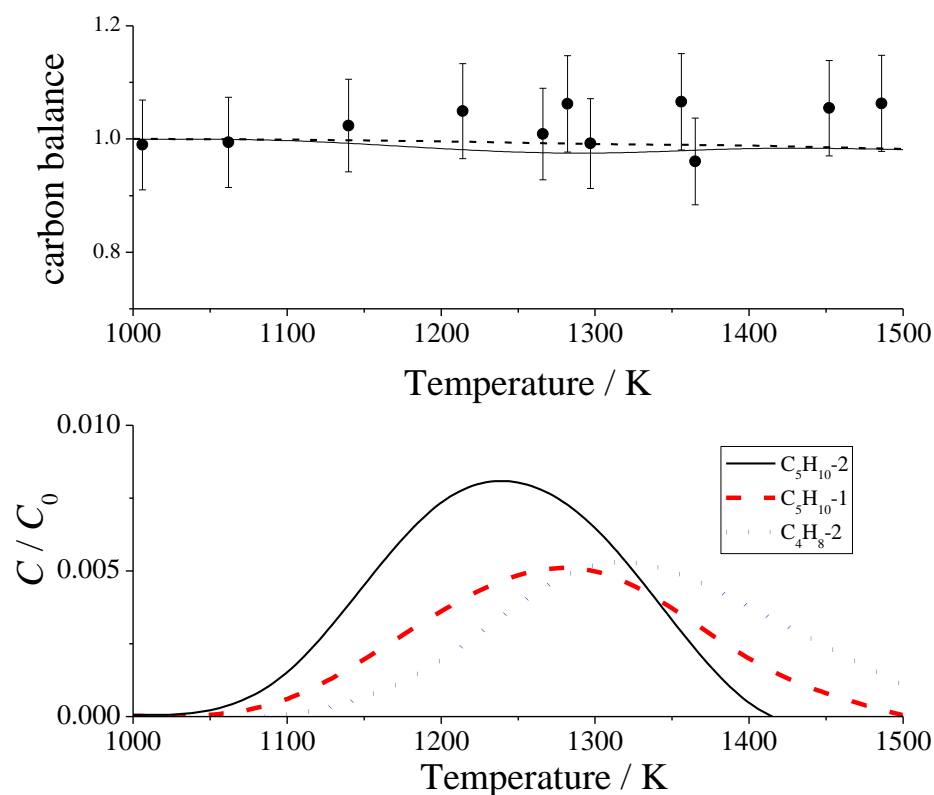 carbon balance
1.2
1.0
0.8
1000 1100 1200 1300 1400 1500
Temperature / K
C / C₀
0.010
0.005
0.000
C₅H₁₀-2
C₅H₁₀-1
C₄H₈-2
1000 1100 1200 1300 1400 1500
Temperature / K